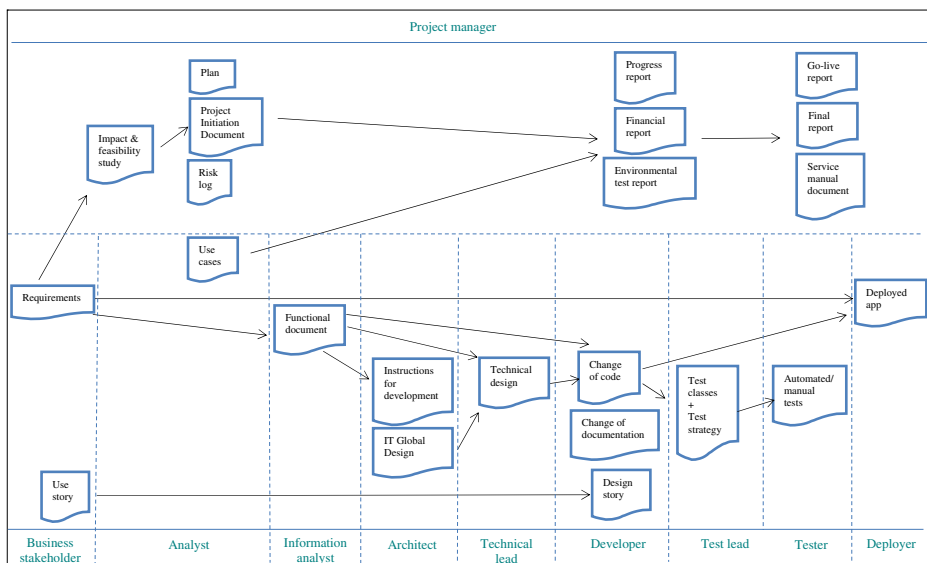 Project manager
Plan
Project
Initiation
Document
Risk
log
Impact &
feasibility
study
Progress
report
Financial
report
Environmental
test report
Go-live
report
Final
report
Service
manual
document
Use
cases
Requirements
Functional
document
Instructions
for
development
IT Global
Design
Technical
design
Change
of code
Change of
documentation
Test
classes
+
Test
strategy
Automated/
manual
tests
Deployed
app
Use
story
Design
story
Business
stakeholder
Analyst
Information
analyst
Architect
Technical
lead
Developer
Test lead
Tester
Deployer